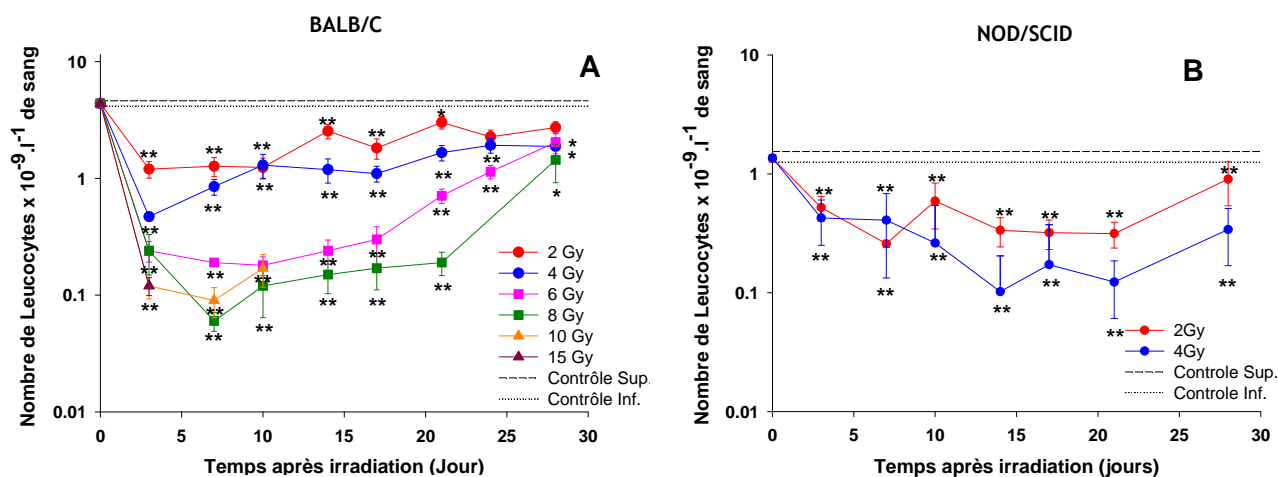 BALB/C
A
Nombre de Leucocytes x 10⁻⁹.l⁻¹ de sang
10
1
0.1
0.01
0 5 10 15 20 25 30
Temps après irradiation (Jour)
2 Gy
4 Gy
6 Gy
8 Gy
10 Gy
15 Gy
Contrôle Sup.
Contrôle Inf.
NOD/SCID
B
Nombre de Leucocytes x 10⁻⁹.l⁻¹ de sang
10
1
0.1
0.01
0 5 10 15 20 25 30
Temps après irradiation (jours)
2Gy
4Gy
Controle Sup.
Controle Inf.